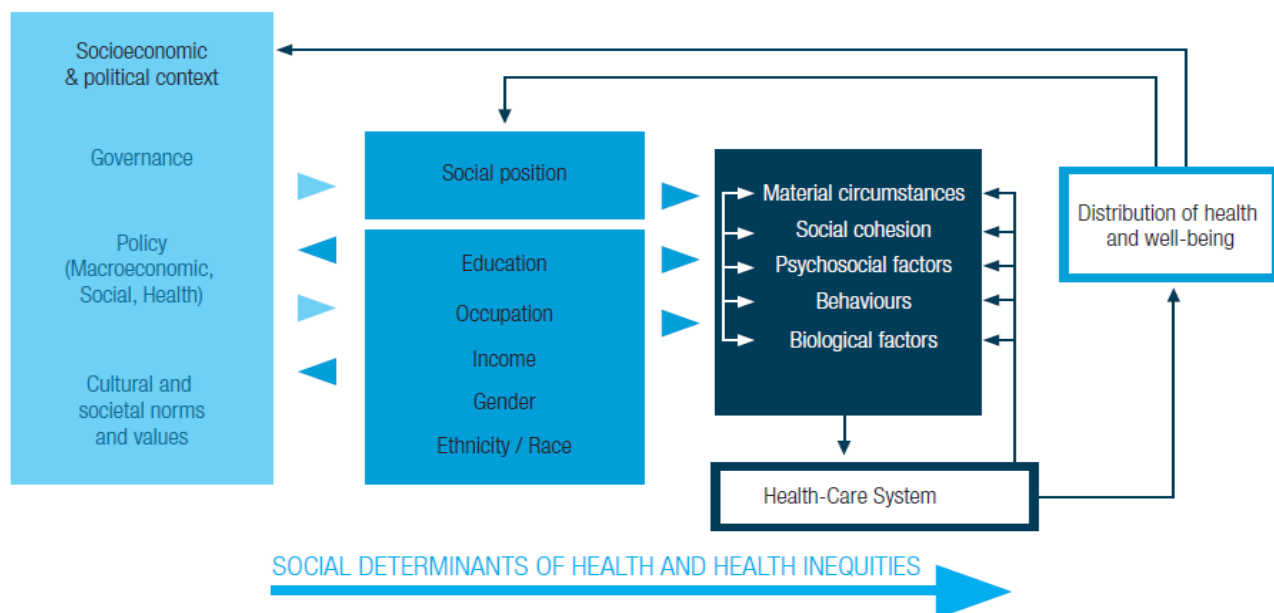 Socioeconomic
& political context
Governance
Policy
(Macroeconomic,
Social, Health)
Cultural and
societal norms
and values
Social position
Education
Occupation
Income
Gender
Ethnicity / Race
Material circumstances
Social cohesion
Psychosocial factors
Behaviours
Biological factors
Health-Care System
Distribution of health
and well-being
SOCIAL DETERMINANTS OF HEALTH AND HEALTH INEQUITIES